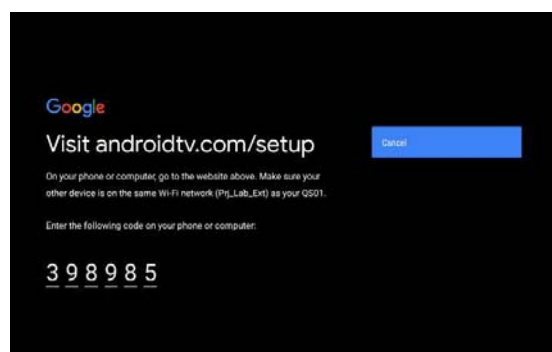 Google
Visit androidtv.com/setup
Cancel
On your phone or computer, go to the website above. Make sure your
other device is on the same Wi-Fi network (Prj_Lab_Ext) as your QS01.
Enter the following code on your phone or computer:
398985